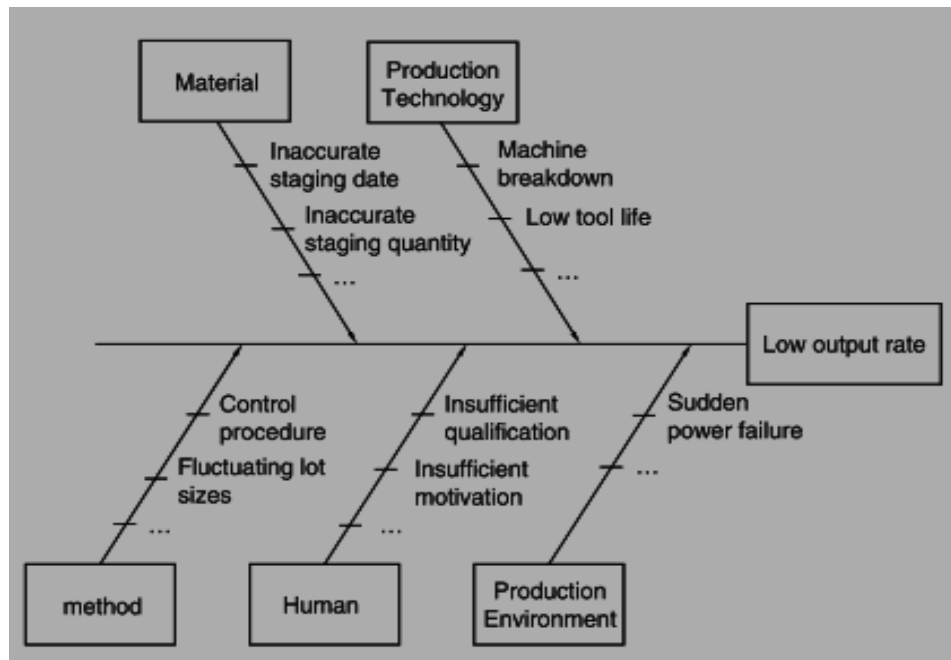 Material
Production
Technology
Inaccurate
staging date
Inaccurate
staging quantity
...
Machine
breakdown
Low tool life
...
Low output rate
Control
procedure
Fluctuating lot
sizes
...
Insufficient
qualification
Insufficient
motivation
...
Sudden
power failure
...
method
Human
Production
Environment